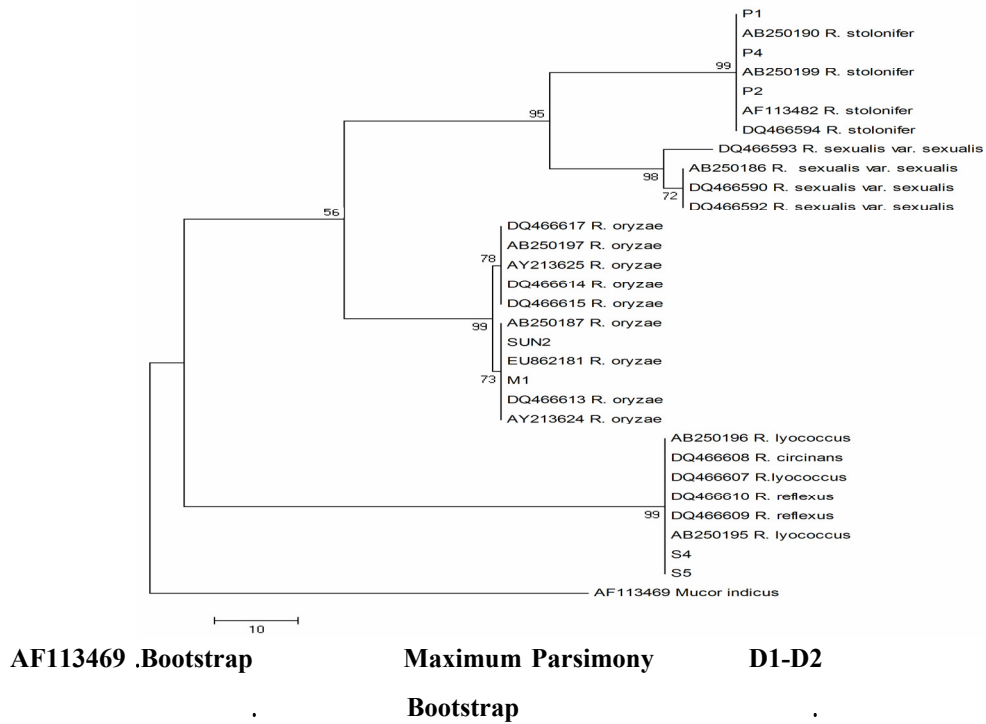 P1
AB250190 R. stolonifer
P4
99
AB250199 R. stolonifer
P2
95
AF113482 R. stolonifer
DQ466594 R. stolonifer
DQ466593 R. sexualis var. sexualis
AB250186 R. sexualis var. sexualis
98
DQ466590 R. sexualis var. sexualis
72
DQ466592 R. sexualis var. sexualis
56
DQ466617 R. oryzae
AB250197 R. oryzae
78
AY213625 R. oryzae
DQ466614 R. oryzae
DQ466615 R. oryzae
AB250187 R. oryzae
99
SUN2
EU862181 R. oryzae
73
M1
DQ466613 R. oryzae
AY213624 R. oryzae
AB250196 R. lyococcus
DQ466608 R. circinans
DQ466607 R.lyococcus
DQ466610 R. reflexus
DQ466609 R. reflexus
99
AB250195 R. lyococcus
S4
S5
AF113469 Mucor indicus
10
AF113469 .Bootstrap Maximum Parsimony D1-D2
. Bootstrap .